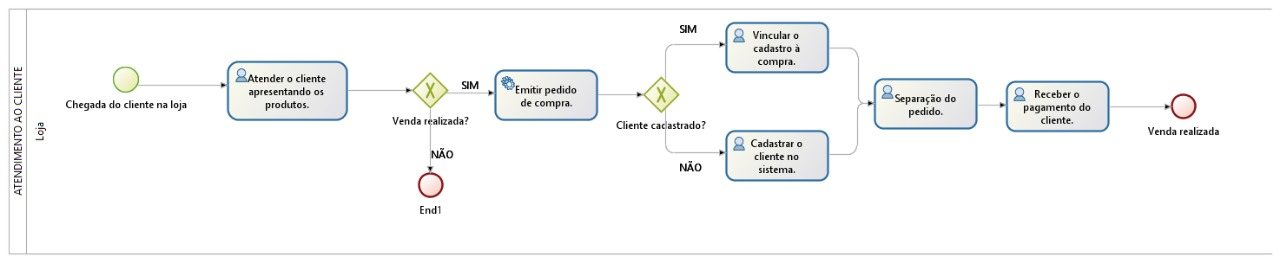 ATENDIMENTO AO CLIENTE
Loja
Chegada do cliente na loja
Atender o cliente
apresentando os
produtos.
Venda realizada?
SIM
NÃO
End1
Emitir pedido
de compra.
Cliente cadastrado?
SIM
Vincular o
cadastro à
compra.
NÃO
Cadastrar o
cliente no
sistema.
Separação do
pedido.
Receber o
pagamento do
cliente.
Venda realizada